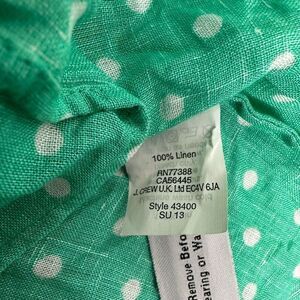 100% Linen
RN77388
CA56445
J. CREW U.K. Ltd EC4V 6JA
Style 43400
SU 13
Remove Befo
earing or Wa